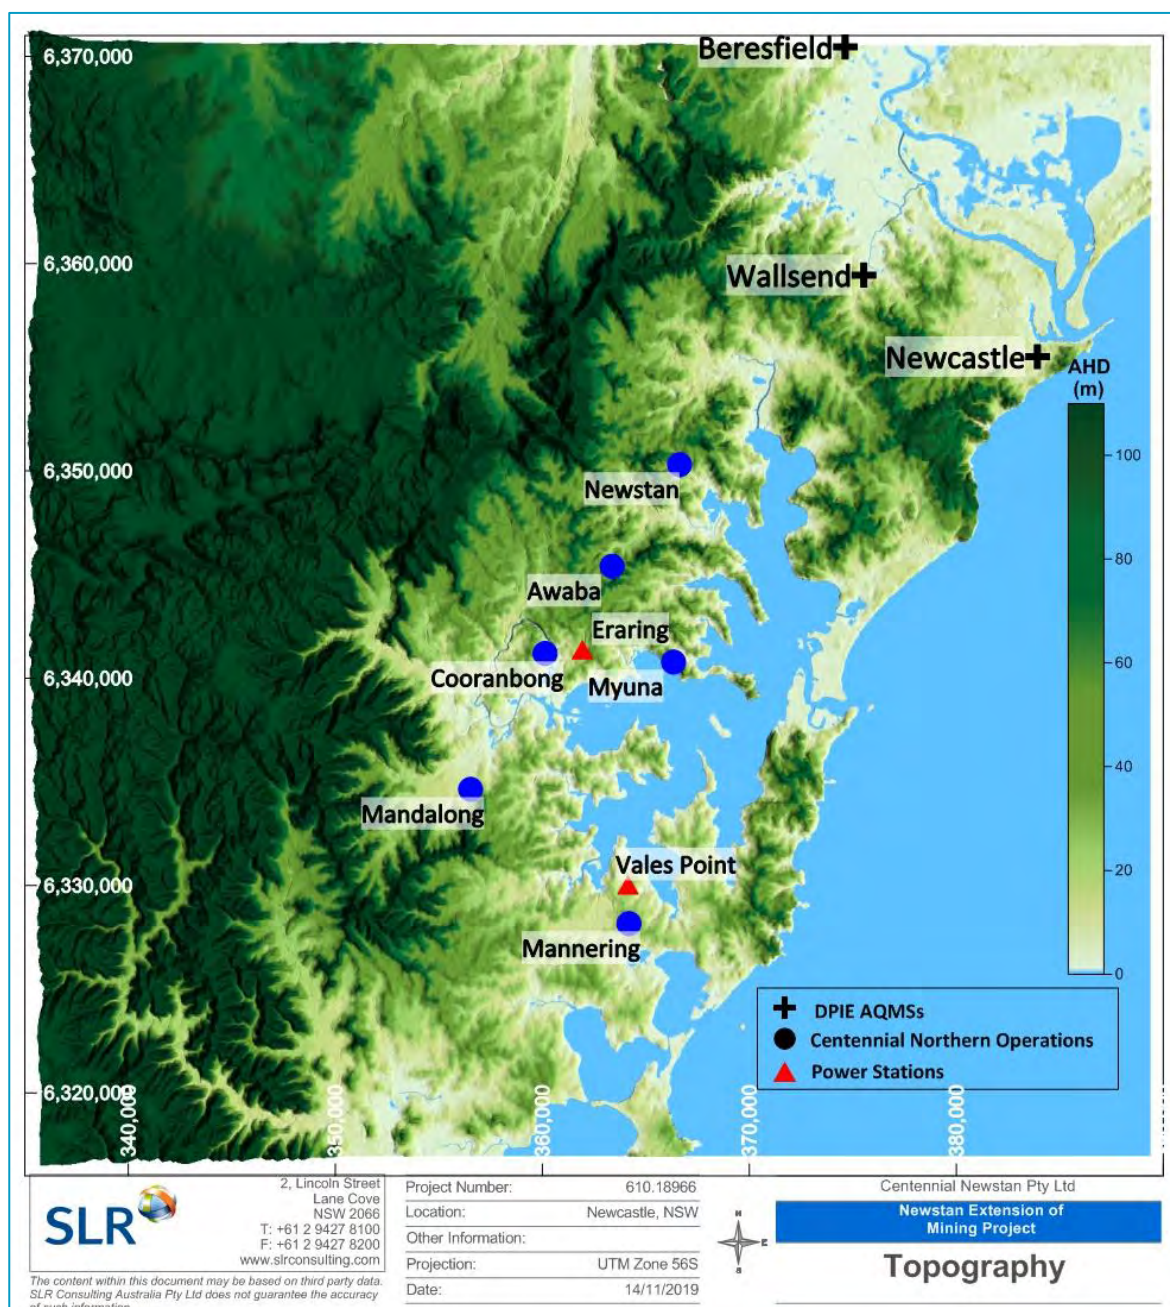 Beresfield
6,370,000
6,360,000
Wallsend
Newcastle
AHD
(m)
100
80
60
40
20
0
6,350,000
Newstan
Awaba
Eraring
Cooranbong
Myuna
6,340,000
Mandalong
Vales Point
6,330,000
Mannering
DPIE AQMSs
Centennial Northern Operations
Power Stations
6,320,000
340,000
350,000
360,000
370,000
380,000
SLR
2, Lincoln Street
Lane Cove
NSW 2066
T: +61 2 9427 8100
F: +61 2 9427 8200
www.slrconsulting.com
The content within this document may be based on third party data.
SLR Consulting Australia Pty Ltd does not guarantee the accuracy
of such information
Project Number: 610.18966
Location: Newcastle, NSW
Other Information:
Projection: UTM Zone 56S
Date: 14/11/2019
N
E
S
Centennial Newstan Pty Ltd
Newstan Extension of
Mining Project
Topography